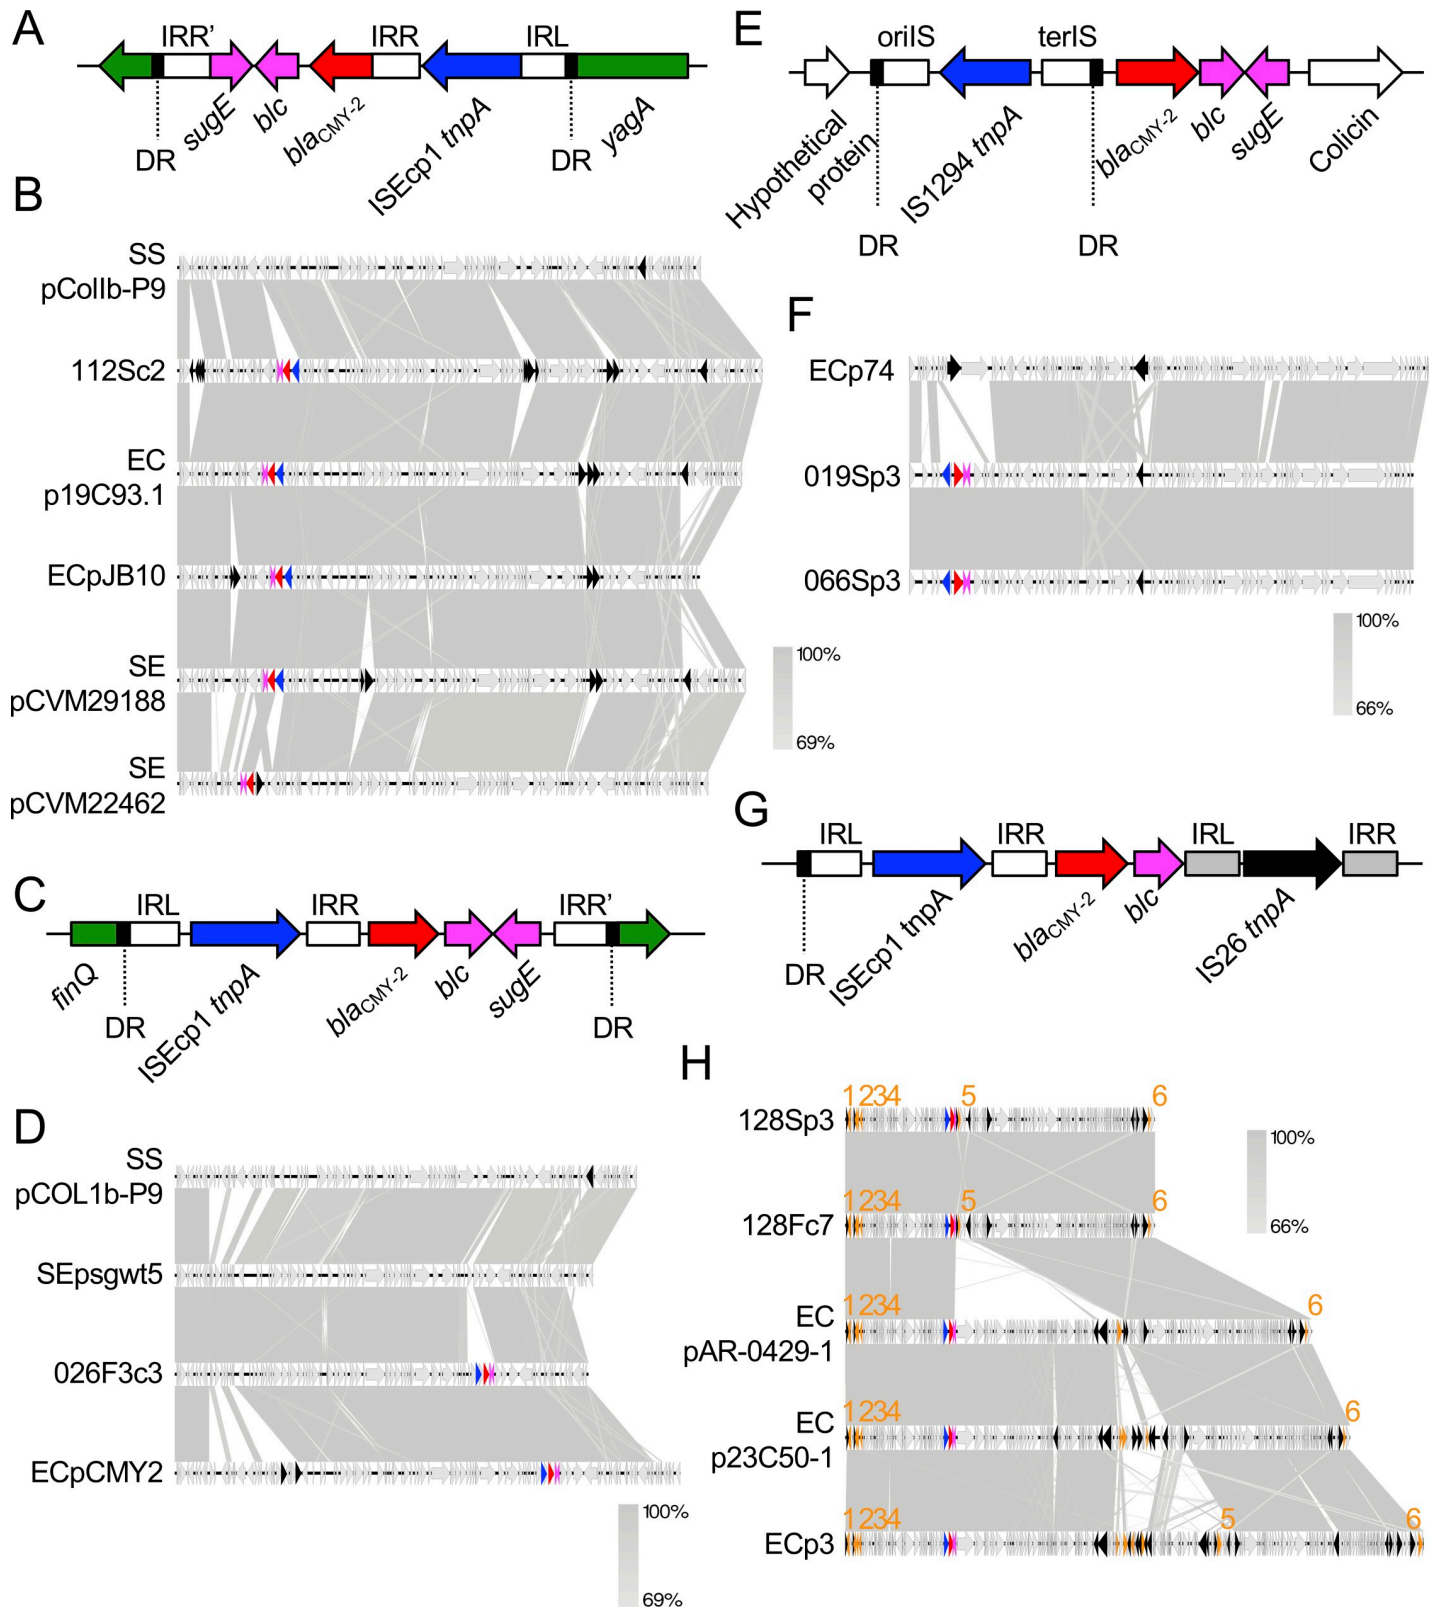 A
IRR’
IRR
IRL
DR
sugE
blc
blaCMY-2
ISEcp1 tnpA
DR
yagA
B
SS
pColIb-P9
112Sc2
EC
p19C93.1
ECpJB10
SE
pCVM29188
SE
pCVM22462
100%
69%
C
IRL
IRR
IRR’
finQ
DR
ISEcp1 tnpA
blaCMY-2
blc
sugE
DR
D
SS
pCOL1b-P9
SEpsgwt5
026F3c3
ECpCMY2
100%
69%
E
oriIS
terIS
Hypothetical
protein
DR
IS1294 tnpA
DR
blaCMY-2
blc
sugE
Colicin
F
ECp74
019Sp3
066Sp3
100%
66%
G
IRL
IRR
IRL
IRR
DR
ISEcp1 tnpA
blaCMY-2
blc
IS26 tnpA
H
1234 5 6
128Sp3
1234 5 6
128Fc7
1234 6
EC
pAR-0429-1
1234 6
EC
p23C50-1
1234 5 6
ECp3
100%
66%